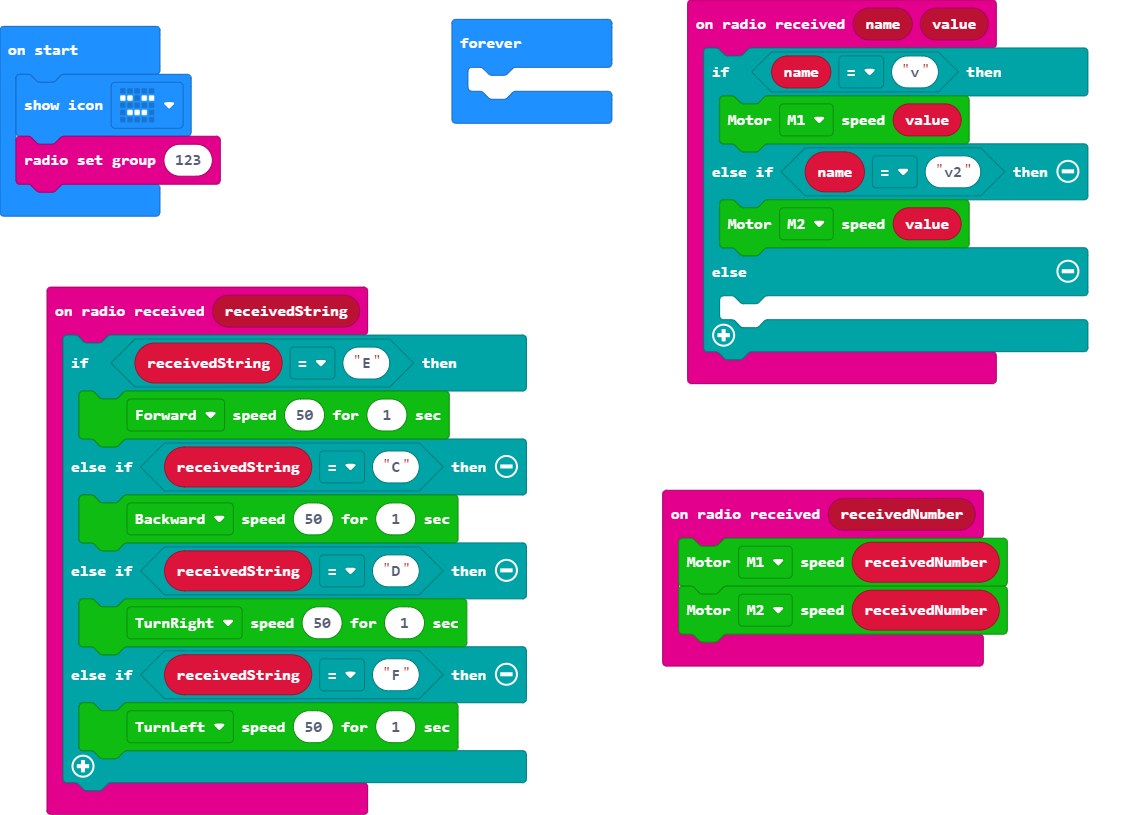 on start
show icon
radio set group 123
forever
on radio received name value
if name = "v" then
Motor M1 speed value
else if name = "v2" then
Motor M2 speed value
else
on radio received receivedString
if receivedString = "E" then
Forward speed 50 for 1 sec
else if receivedString = "C" then
Backward speed 50 for 1 sec
else if receivedString = "D" then
TurnRight speed 50 for 1 sec
else if receivedString = "F" then
TurnLeft speed 50 for 1 sec
on radio received receivedNumber
Motor M1 speed receivedNumber
Motor M2 speed receivedNumber